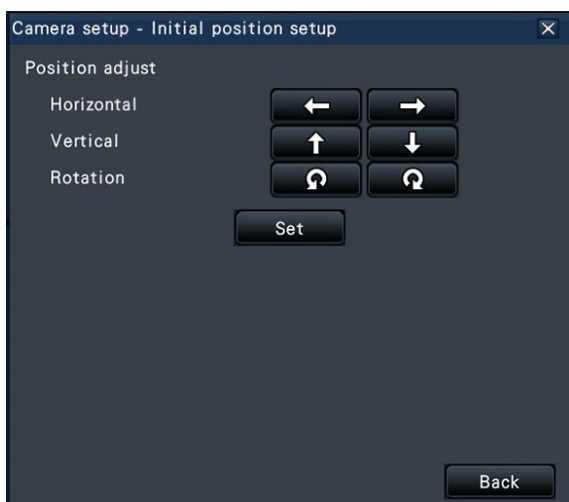 Camera setup - Initial position setup
Position adjust
Horizontal
Vertical
Rotation
Set
Back